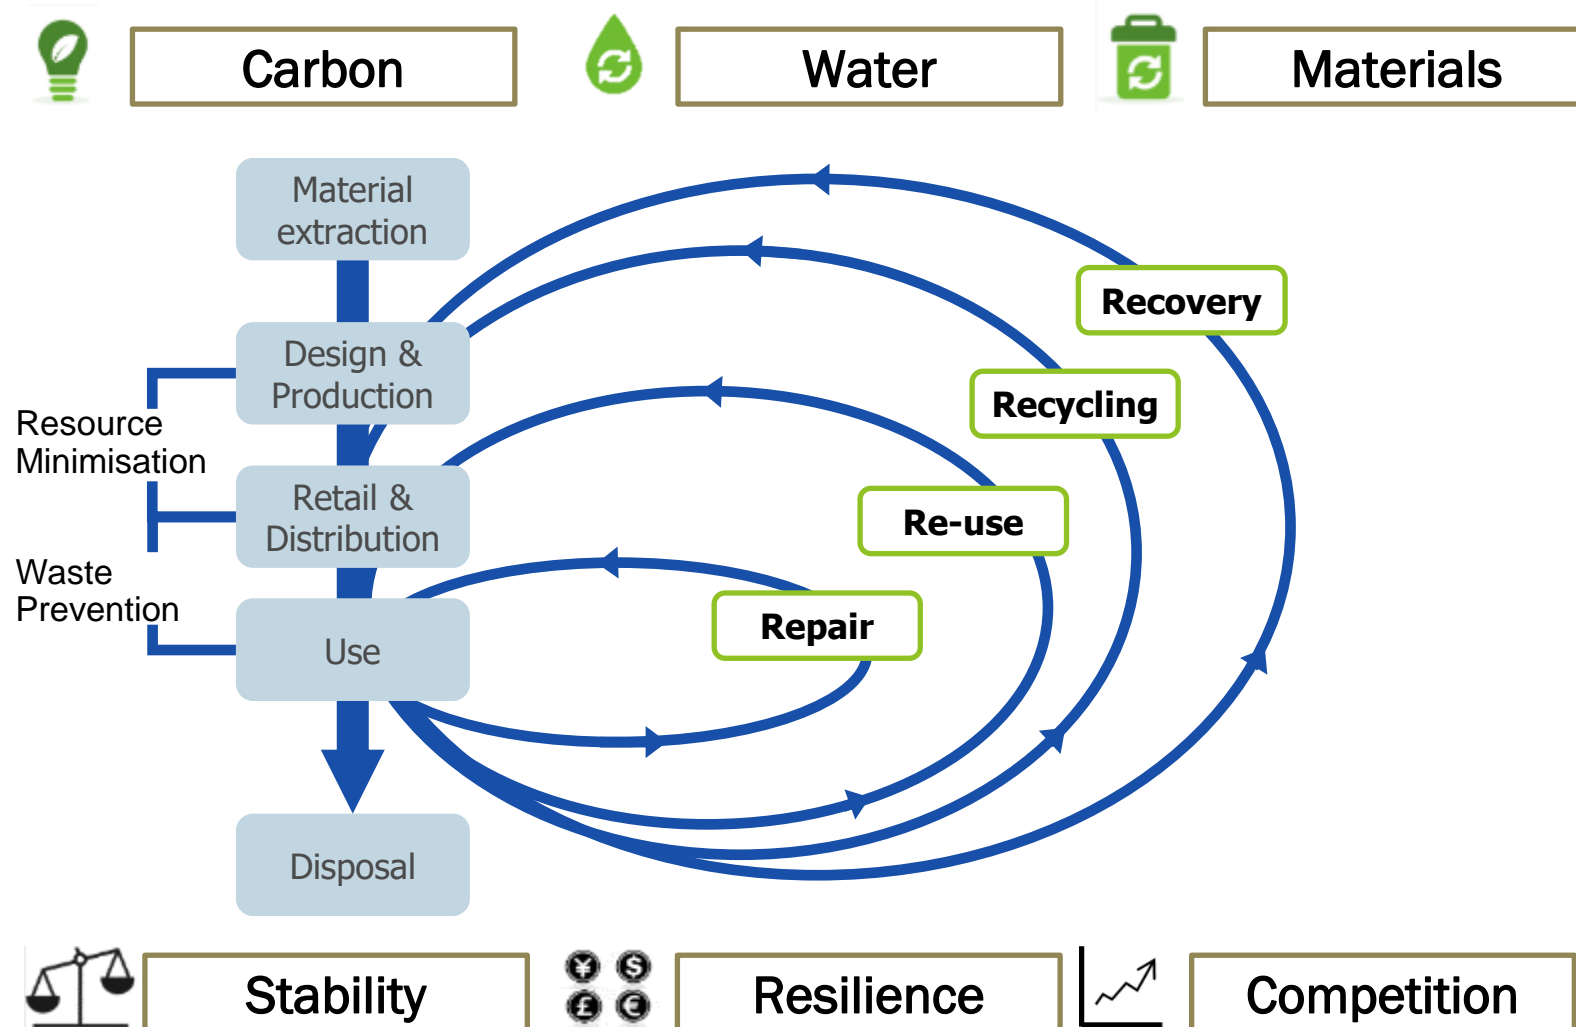 Carbon
Water
Materials
Material
extraction
Recovery
Design &
Production
Recycling
Resource
Minimisation
Retail &
Distribution
Re-use
Waste
Prevention
Repair
Use
Disposal
¥ $
£ €
Stability
Resilience
Competition